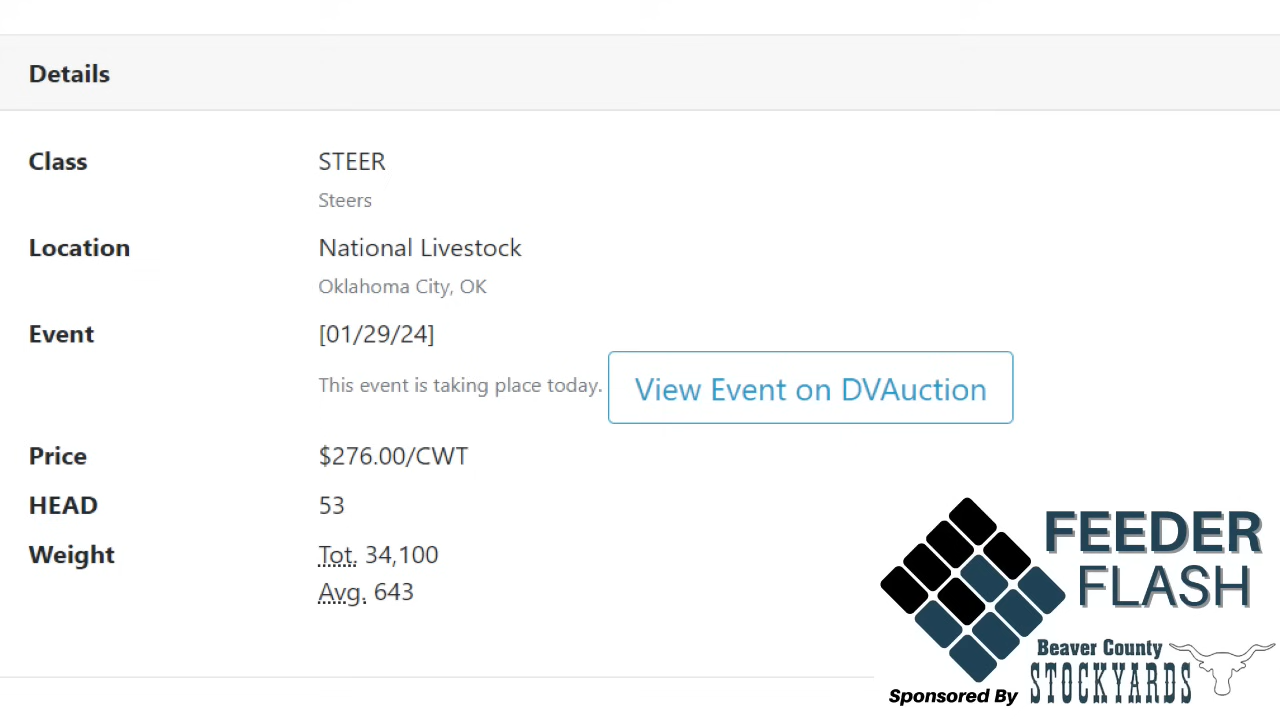 Details
Class STEER
Steers
Location National Livestock
Oklahoma City, OK
Event [01/29/24]
This event is taking place today. View Event on DVAuction
Price $276.00/CWT
HEAD 53
Weight Tot. 34,100
Avg. 643
FEEDER
FLASH
Beaver County
Sponsored By STOCKYARDS